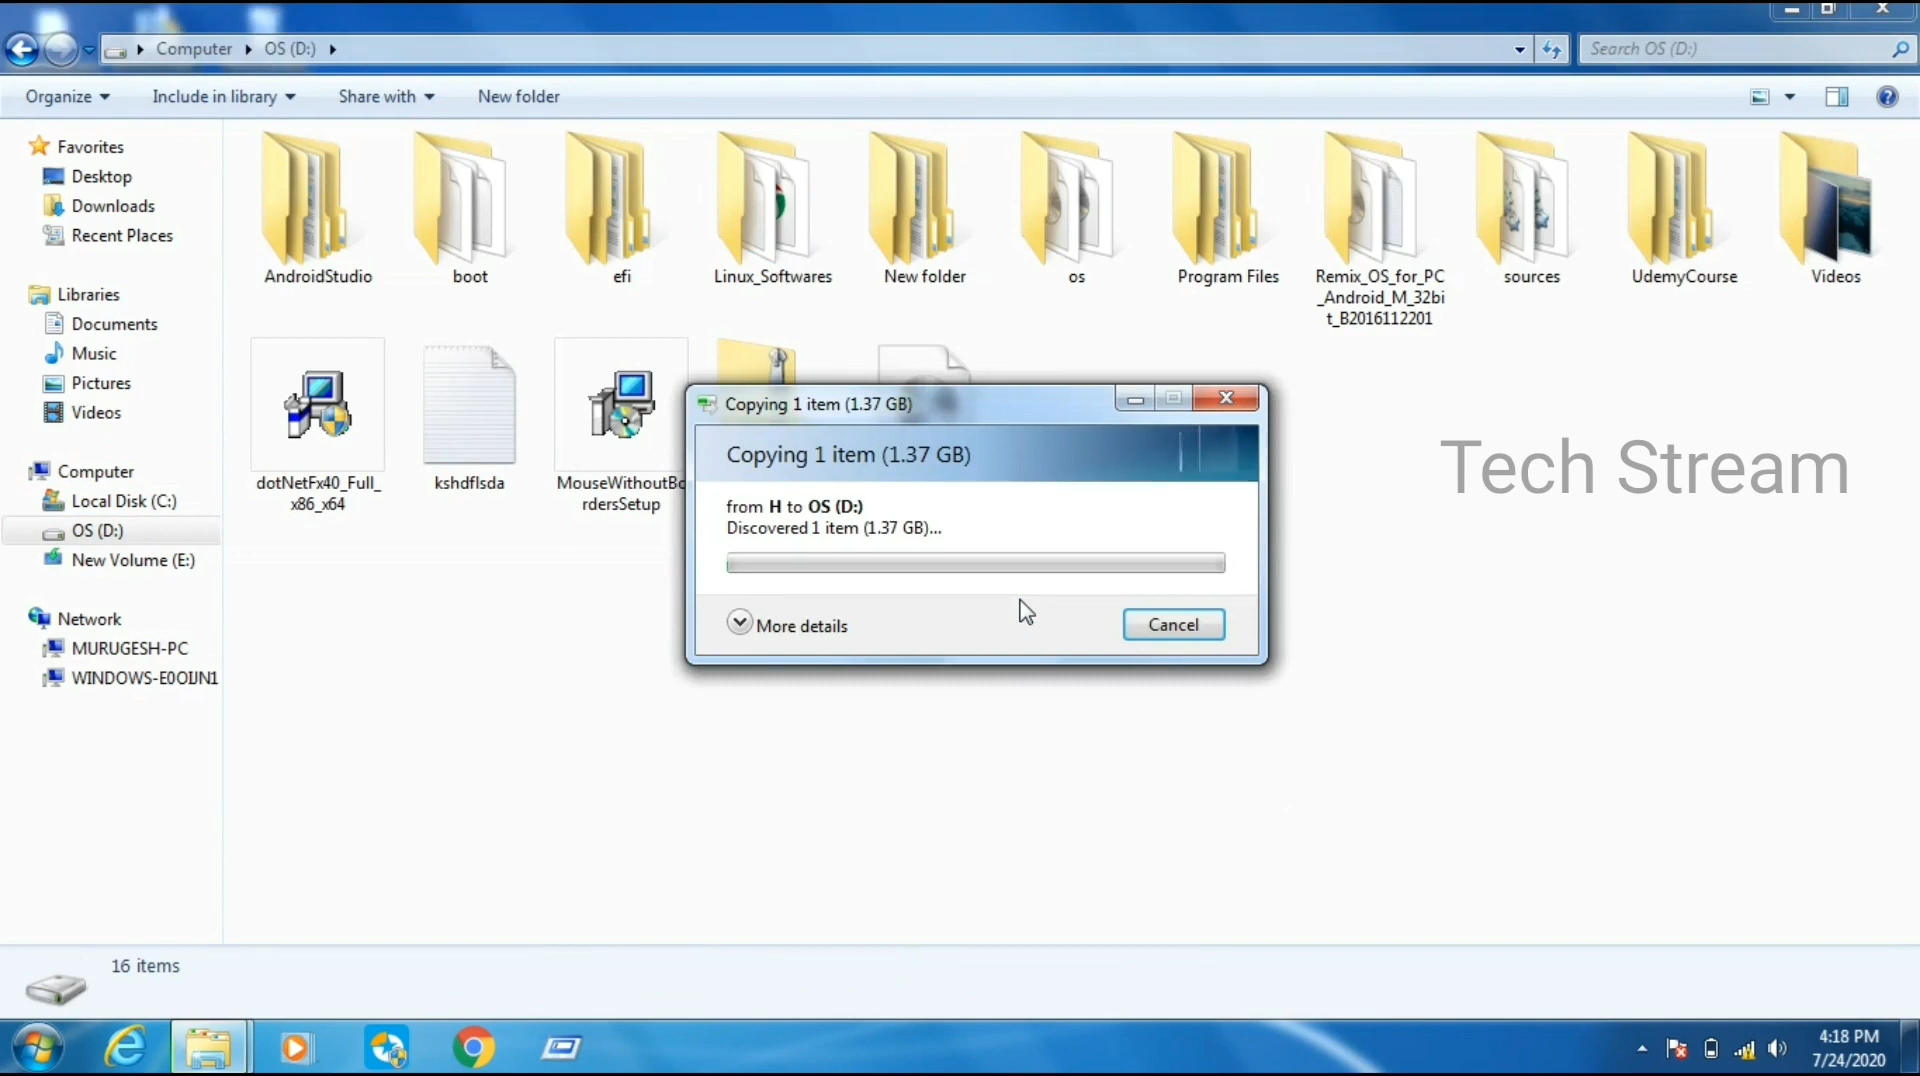 Computer
OS (D:)
Search OS (D:)
Organize
Include in library
Share with
New folder
Favorites
Desktop
Downloads
Recent Places
Libraries
Documents
Music
Pictures
Videos
Computer
Local Disk (C:)
OS (D:)
New Volume (E:)
Network
MURUGESH-PC
WINDOWS-E0OIJN1
AndroidStudio
boot
efi
Linux_Softwares
New folder
os
Program Files
Remix_OS_for_PC
_Android_M_32bi
t_B2016112201
sources
UdemyCourse
Videos
dotNetFx40_Full_
x86_x64
kshdflsda
MouseWithoutBo
rdersSetup
Copying 1 item (1.37 GB)
Copying 1 item (1.37 GB)
from H to OS (D:)
Discovered 1 item (1.37 GB)...
More details
Cancel
Tech Stream
16 items
4:18 PM
7/24/2020